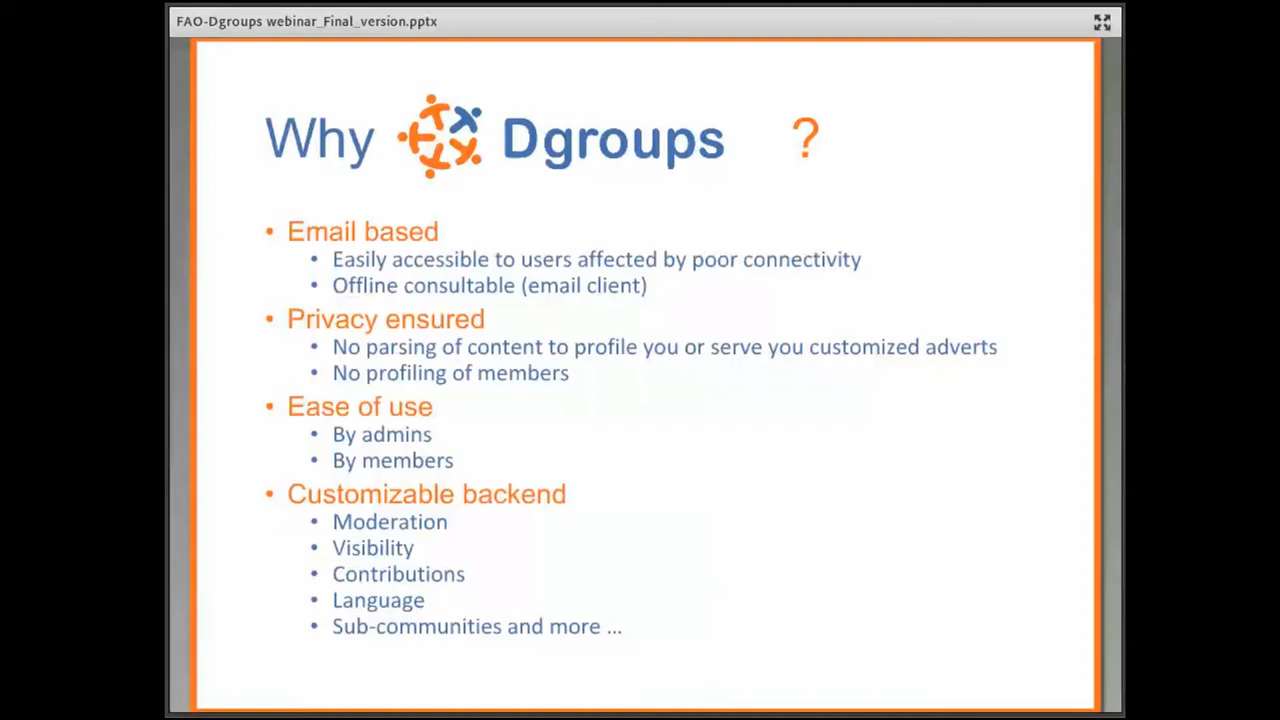 FAO-Dgroups webinar_Final_version.pptx
Why Dgroups ?
• Email based
• Easily accessible to users affected by poor connectivity
• Offline consultable (email client)
• Privacy ensured
• No parsing of content to profile you or serve you customized adverts
• No profiling of members
• Ease of use
• By admins
• By members
• Customizable backend
• Moderation
• Visibility
• Contributions
• Language
• Sub-communities and more ...